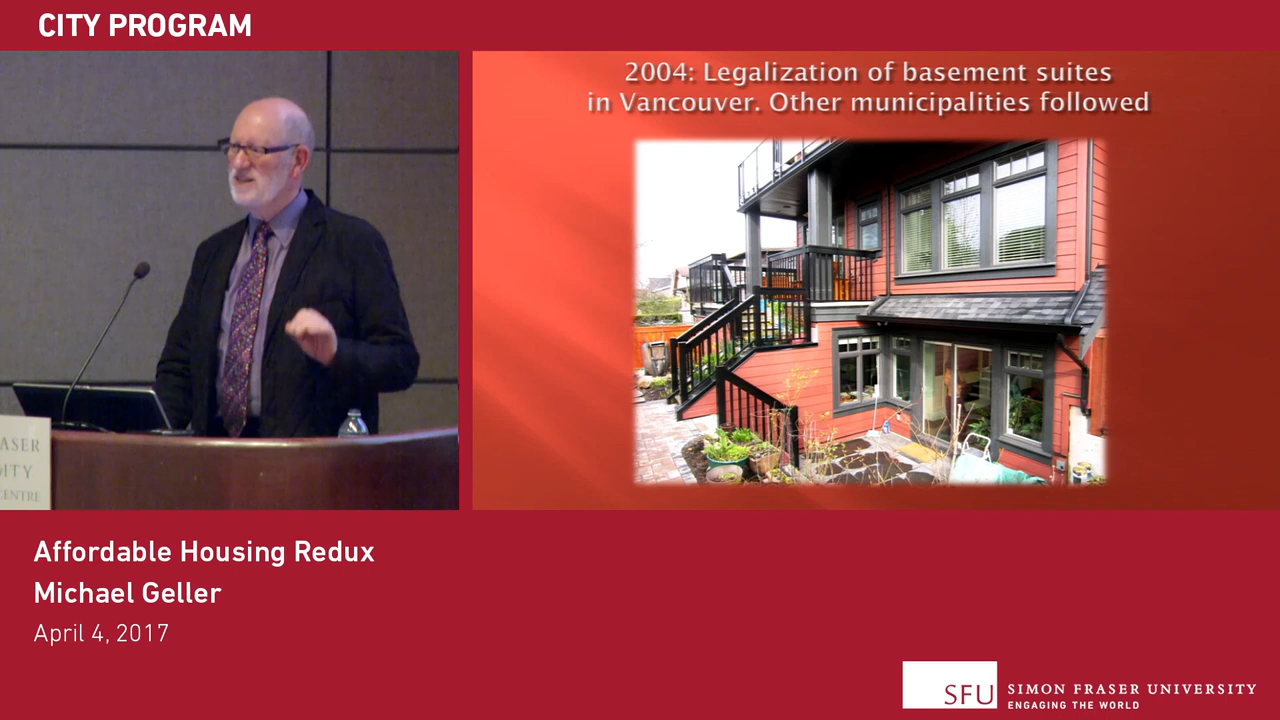 CITY PROGRAM
2004: Legalization of basement suites
in Vancouver. Other municipalities followed
ASER
ITY
CENTRE
Affordable Housing Redux
Michael Geller
April 4, 2017
SFU
SIMON FRASER UNIVERSITY
ENGAGING THE WORLD